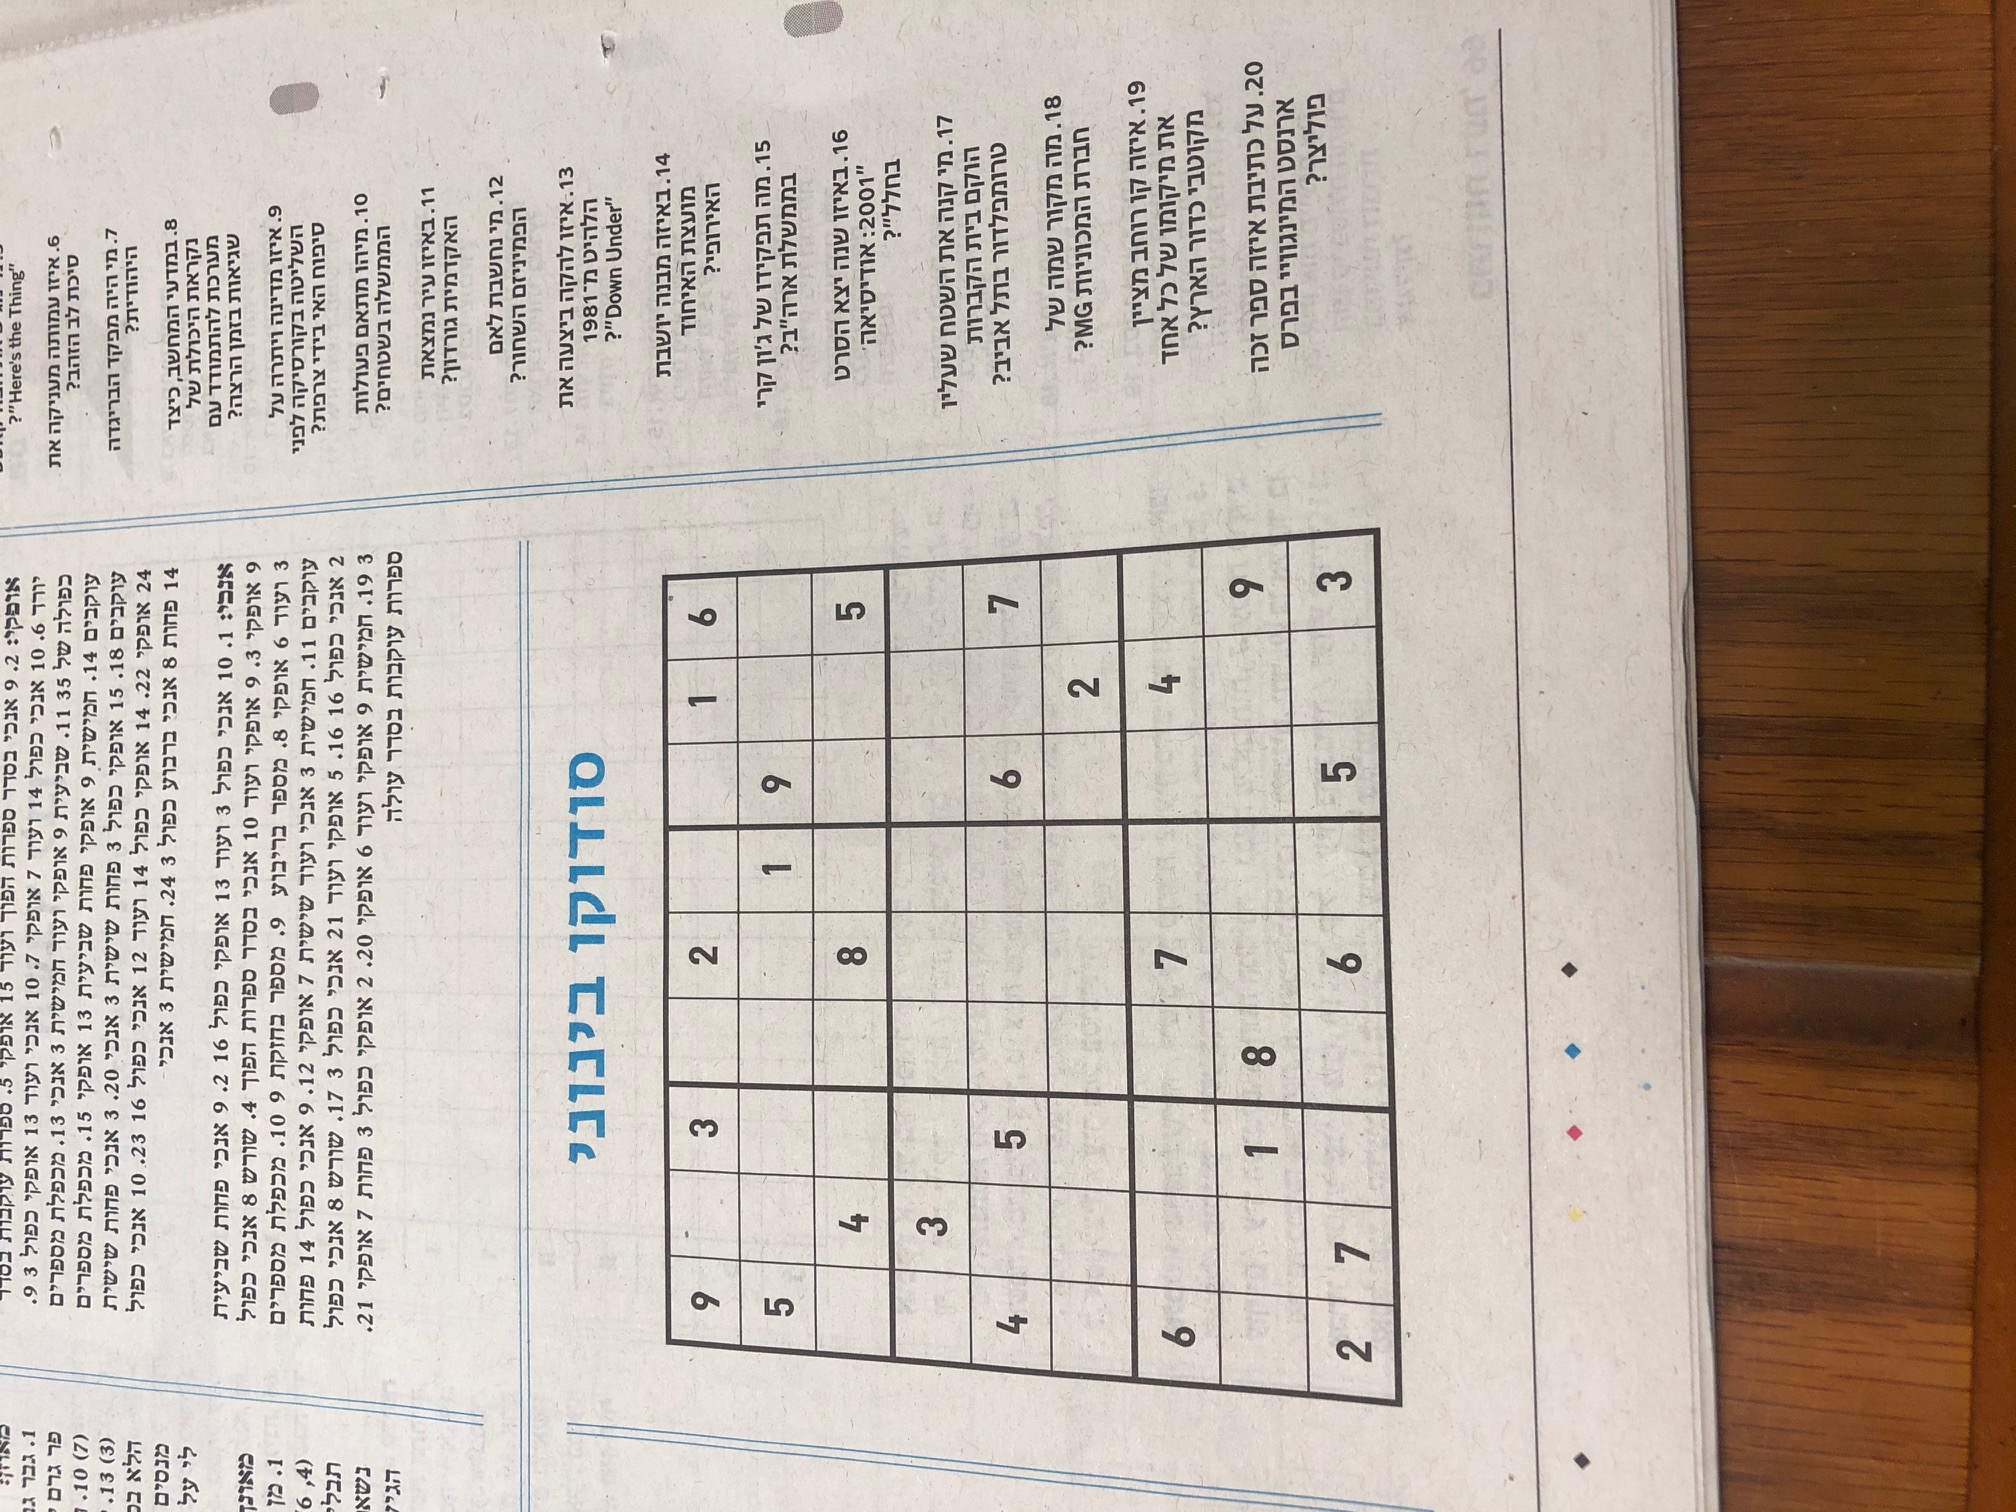 אופקי: 2. 9 אנכי בסדר ספרות הפוך ועוד 15 אופקי 5. ספרות עוקבות בסדר
יורד 6. 10 אנכי כפול 14 ועוד 7 אופקי 7. 10 אנכי ועוד 13 אופקי כפול 3 9.
כפולה של 35 11. שביעית 9 אופקי ועוד חמישית 3 אנכי 13. מכפלת מספרים
עוקבים 14. חמישית 9 אופקי פחות שביעית 13 אופקי 15. מכפלת מספרים
עוקבים 18. 15 אופקי כפול 3 פחות שישית 3 אנכי 20. 3 אנכי פחות שישית
24 אופקי 22. 14 אופקי כפול 14 ועוד 12 אנכי כפול 16 23. 10 אנכי כפול
14 פחות 8 אנכי ברבוע כפול 3 24. חמישית 3 אנכי
אנכי: 1. 10 אנכי כפול 3 ועוד 13 אופקי כפול 16 2. 9 אנכי פחות שביעית
9 אופקי 3. 9 אופקי ועוד 10 אנכי בסדר ספרות הפוך 4. שורש 8 אנכי כפול
3 ועוד 6 אופקי 8. מספר בריבוע 9. מספר בחזקת 9 10. מכפלת מספרים
עוקבים 11. חמישית 3 אנכי ועוד שישית 7 אופקי 12. 9 אנכי כפול 14 פחות
2 אנכי כפול 16 16. 5 אופקי ועוד 21 אנכי כפול 3 17. שורש 8 אנכי כפול
3 19. חמישית 9 אופקי ועוד 6 אופקי 20. 2 אופקי כפול 3 פחות 7 אופקי 21.
ספרות עוקבות בסדר עולה
"Here's the Thing"?
6. איזו עמותה מעניקה את
סיכת לב הזהב?
7. מי היה מפקד הבריגדה
היהודית?
8. במדעי המחשב, כיצד
נקראת היכולת של
מערכת להתמודד עם
שגיאות בזמן הרצה?
9. איזו מדינה ויתרה על
השליטה בקורסיקה לפני
סיפוח האי בידי צרפת?
10. מיהו מתאם פעולות
הממשלה בשטחים?
11. באיזו עיר נמצאת
האקדמית גורדון?
12. מי נחשבת לאם
הפמיניזם השחור?
13. איזו להקה ביצעה את
הלהיט מ־1981
"Down Under"?
14. באיזה מבנה יושבת
מועצת האיחוד
האירופי?
15. מה תפקידו של ג'ון קרי
בממשלת ארה"ב?
16. באיזו שנה יצא הסרט
"2001: אודיסיאה
בחלל"?
17. מי קנה את השטח שעליו
הוקם בית הקברות
טרומפלדור בתל אביב?
18. מה מקור שמה של
חברת המכוניות MG?
19. איזה קו רוחב מציין
את מיקומו של כל אחד
מקוטבי כדור הארץ?
20. על כתיבת איזה ספר זכה
ארנסט המינגוויי בפרס
פוליצר?
1. גבר
פר גרם
(7) 10.
(3) 13.
הלא
מנסים
לי על
1. מן
תבלי
סודוקו בינוני
9 3 2 1 6
5 1 9
4 8 5
3
4 5 6 7
2
6 7 4
1 8 9
2 7 6 5 3